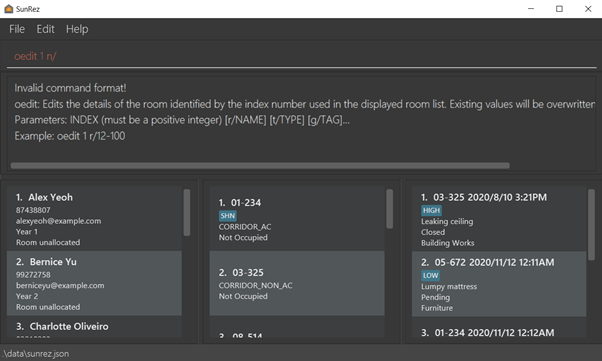 SunRez
File Edit Help
oedit 1 n/
Invalid command format!
oedit: Edits the details of the room identified by the index number used in the displayed room list. Existing values will be overwritten
Parameters: INDEX (must be a positive integer) [r/NAME] [t/TYPE] [g/TAG]...
Example: oedit 1 r/12-100
1. Alex Yeoh
87438807
alexyeoh@example.com
Year 1
Room unallocated
2. Bernice Yu
99272758
berniceyu@example.com
Year 2
Room unallocated
3. Charlotte Oliveiro
1. 01-234
SHN
CORRIDOR_AC
Not Occupied
2. 03-325
CORRIDOR_NON_AC
Not Occupied
3. 08-514
1. 03-325 2020/8/10 3:21PM
HIGH
Leaking ceiling
Closed
Building Works
2. 05-672 2020/11/12 12:11AM
LOW
Lumpy mattress
Pending
Furniture
3. 01-234 2020/11/12 12:12AM
.\data\sunrez.json